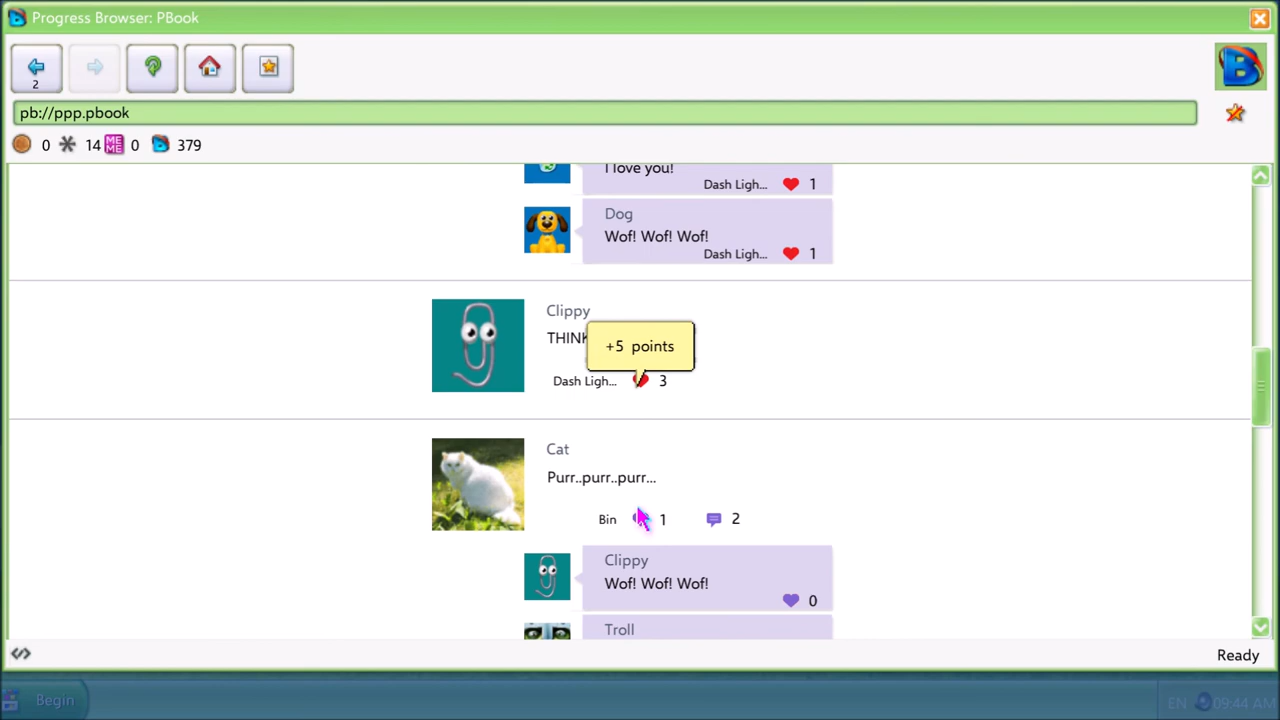 Progress Browser: PBook
2
pb://ppp.pbook
0 14 ME ME 0 379
I love you!
Dash Ligh... 1
Dog
Wof! Wof! Wof!
Dash Ligh... 1
Clippy
THINK
+5 points
Dash Ligh... 3
Cat
Purr..purr..purr...
Bin 1 2
Clippy
Wof! Wof! Wof!
0
Troll
Ready
Begin
EN 09:44 AM